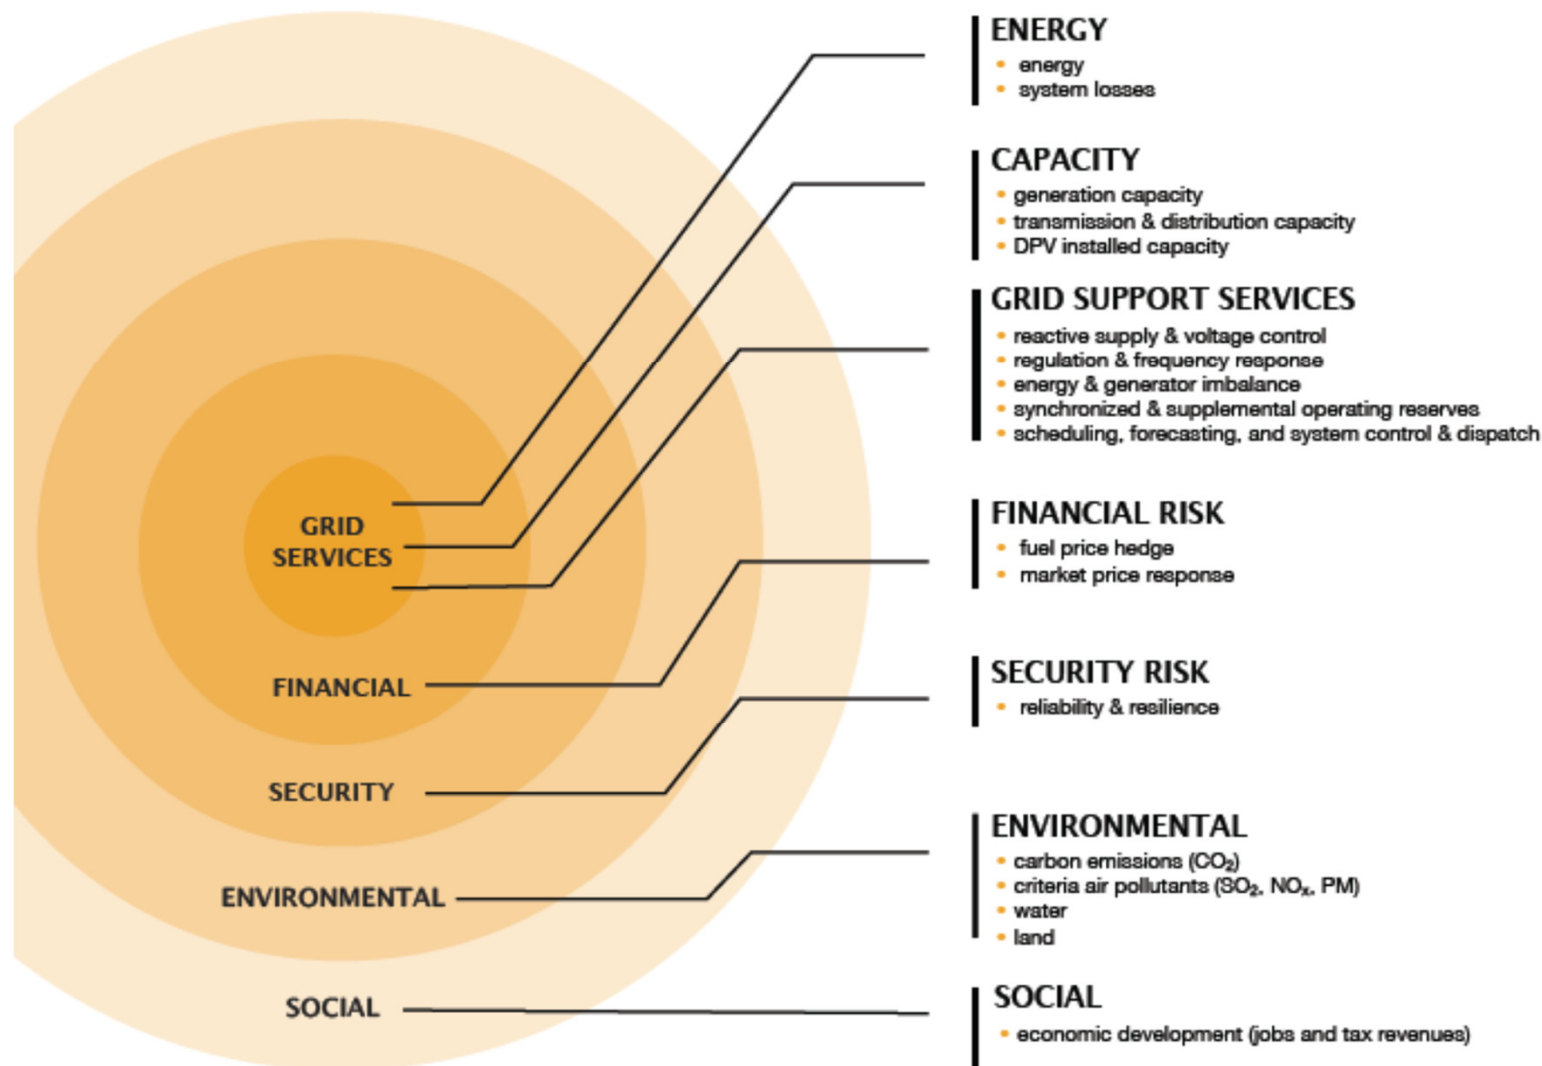 GRID
SERVICES
FINANCIAL
SECURITY
ENVIRONMENTAL
SOCIAL
ENERGY
• energy
• system losses
CAPACITY
• generation capacity
• transmission & distribution capacity
• DPV installed capacity
GRID SUPPORT SERVICES
• reactive supply & voltage control
• regulation & frequency response
• energy & generator imbalance
• synchronized & supplemental operating reserves
• scheduling, forecasting, and system control & dispatch
FINANCIAL RISK
• fuel price hedge
• market price response
SECURITY RISK
• reliability & resilience
ENVIRONMENTAL
• carbon emissions (CO₂)
• criteria air pollutants (SO₂, NOₓ, PM)
• water
• land
SOCIAL
• economic development (jobs and tax revenues)